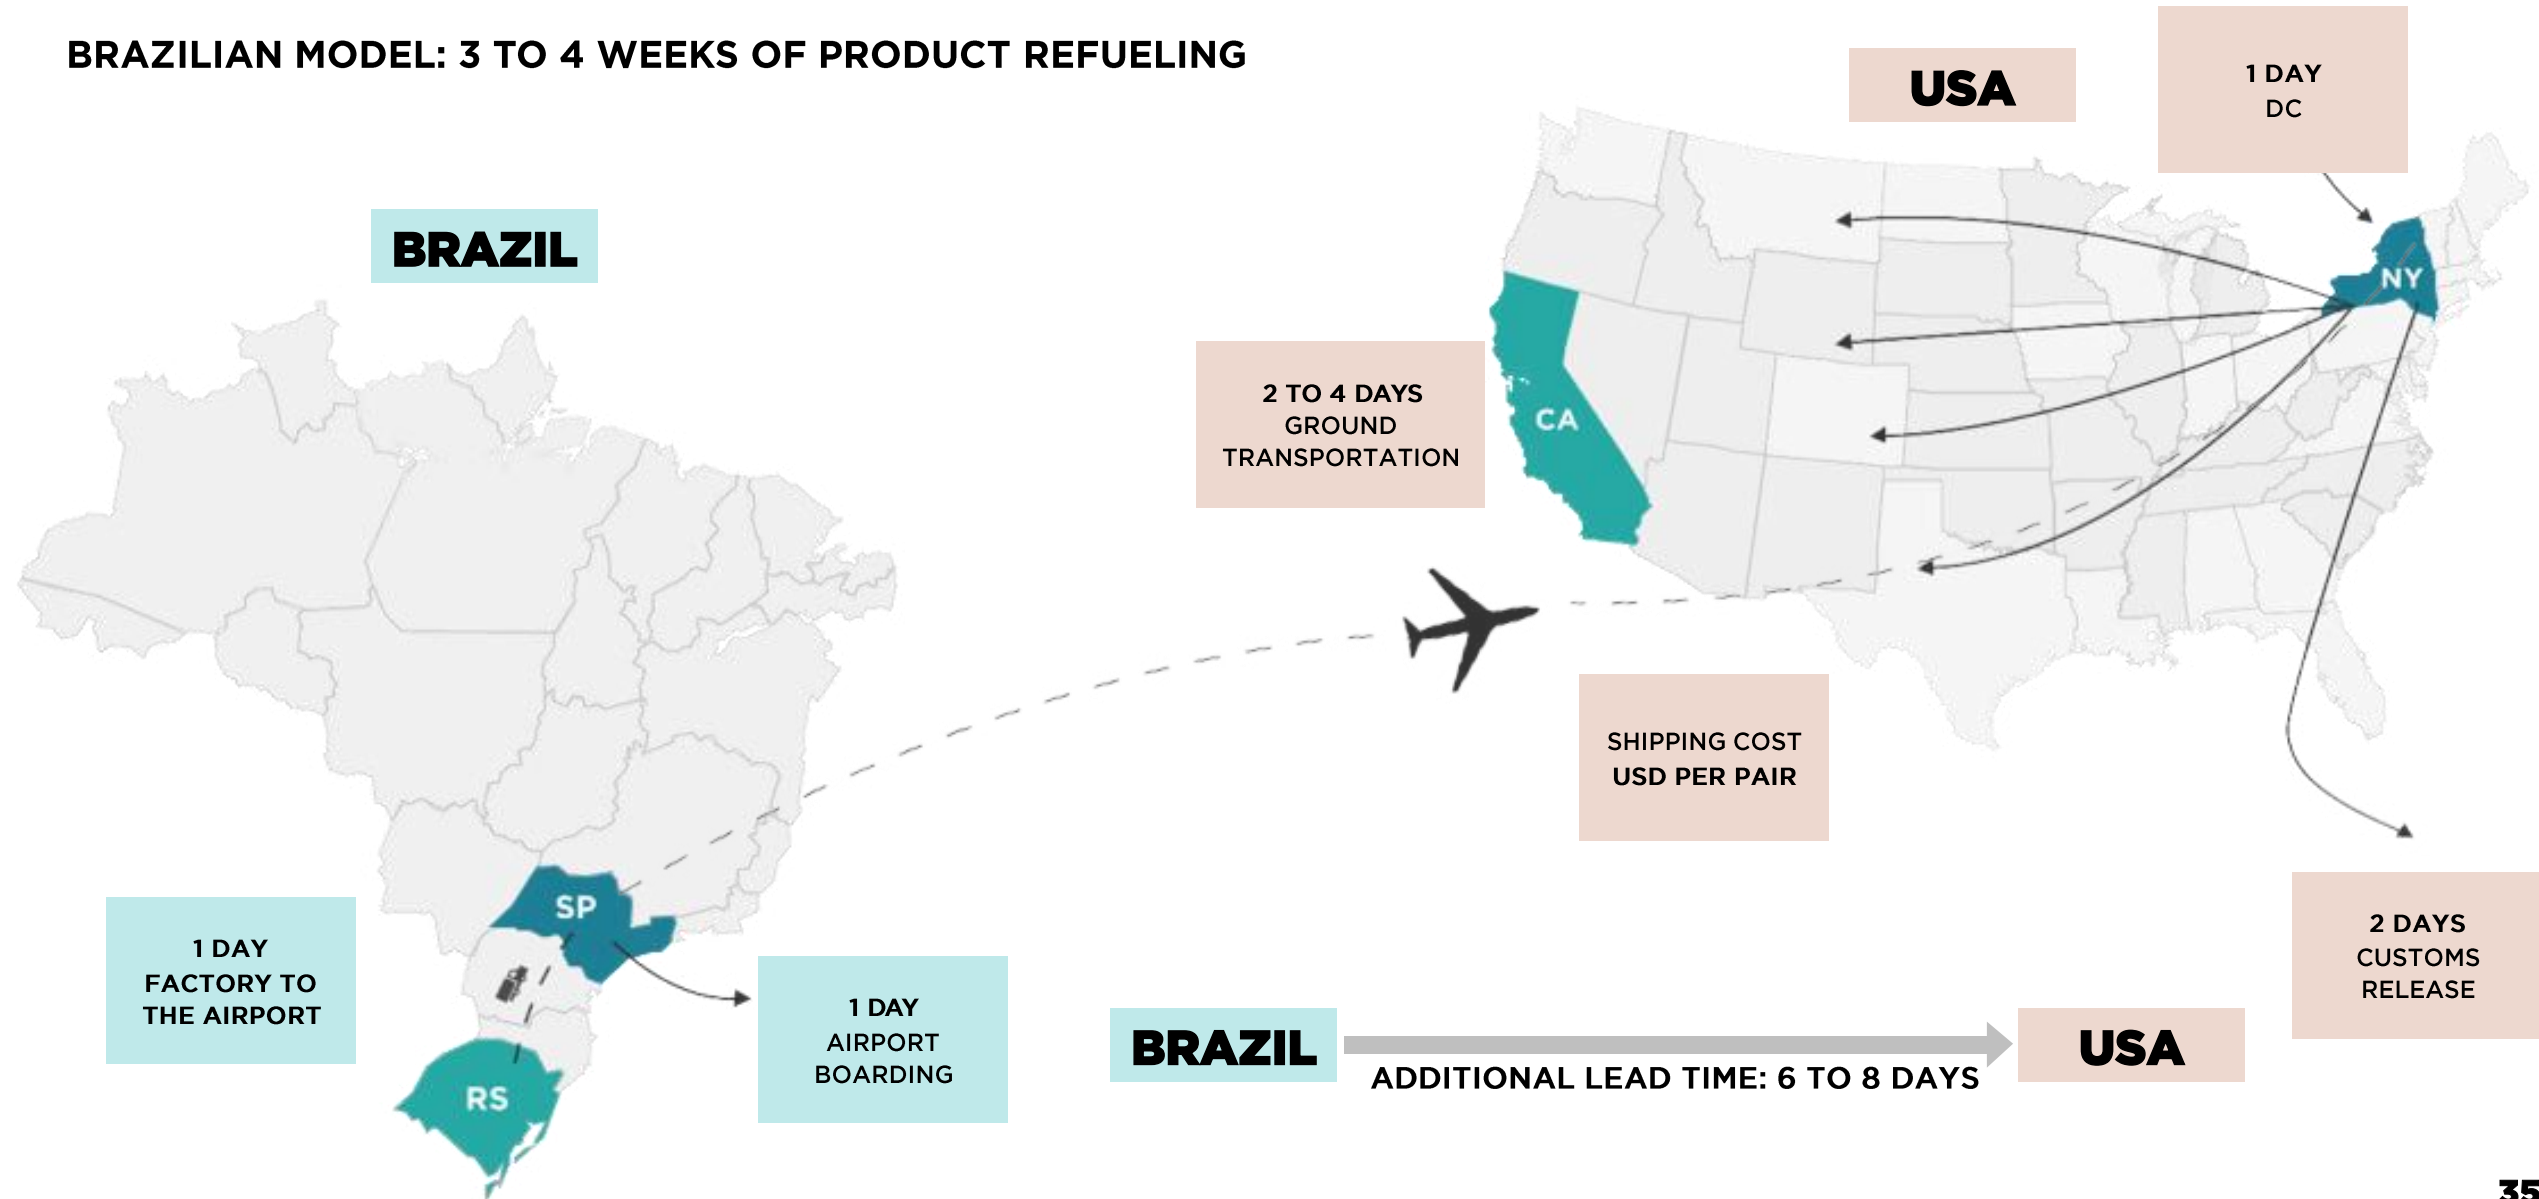 BRAZILIAN MODEL: 3 TO 4 WEEKS OF PRODUCT REFUELING
USA
1 DAY
DC
BRAZIL
NY
2 TO 4 DAYS
GROUND
TRANSPORTATION
CA
SHIPPING COST
USD PER PAIR
SP
1 DAY
FACTORY TO
THE AIRPORT
1 DAY
AIRPORT
BOARDING
RS
2 DAYS
CUSTOMS
RELEASE
BRAZIL
USA
ADDITIONAL LEAD TIME: 6 TO 8 DAYS
35